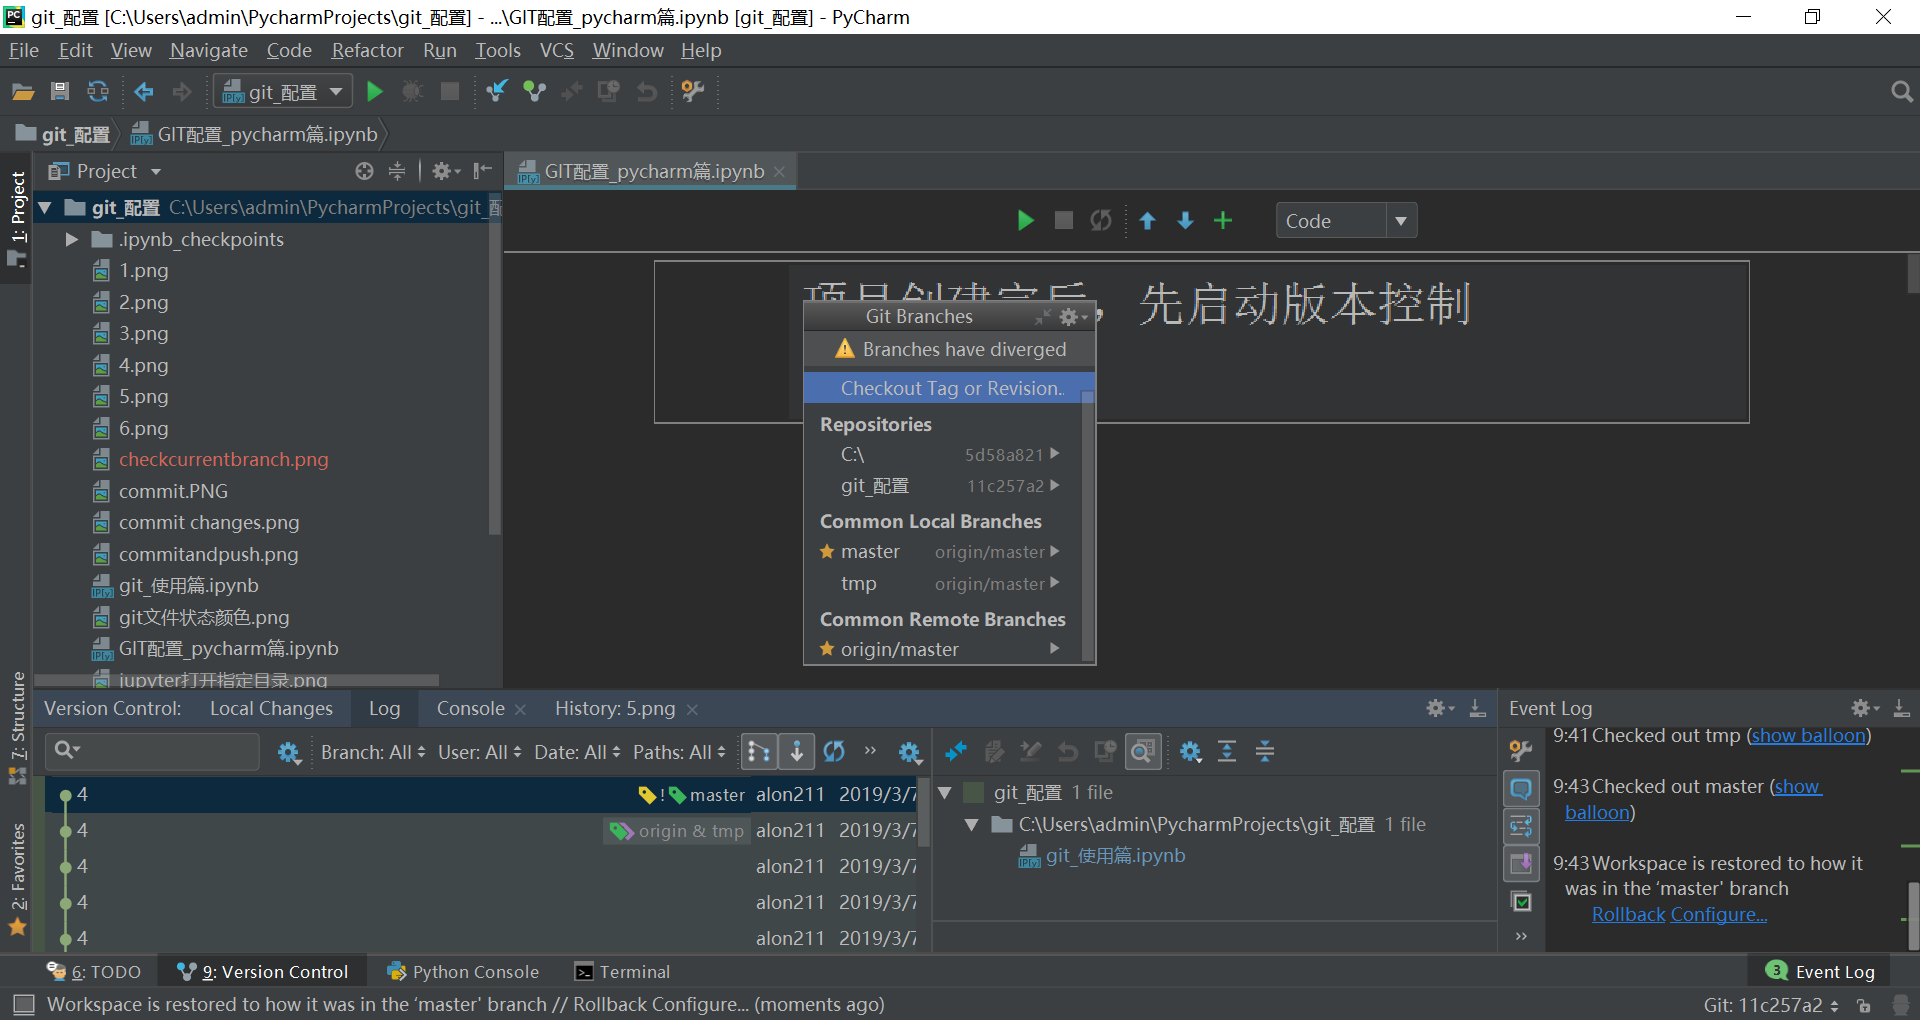 git_配置 [C:\Users\admin\PycharmProjects\git_配置] - ...\GIT配置_pycharm篇.ipynb [git_配置] - PyCharm
File Edit View Navigate Code Refactor Run Tools VCS Window Help
git_配置
git_配置 GIT配置_pycharm篇.ipynb
1: Project
7: Structure
2: Favorites
Project
git_配置 C:\Users\admin\PycharmProjects\git_配
.ipynb_checkpoints
1.png
2.png
3.png
4.png
5.png
6.png
checkcurrentbranch.png
commit.PNG
commit changes.png
commitandpush.png
git_使用篇.ipynb
git文件状态颜色.png
GIT配置_pycharm篇.ipynb
jupyter打开指定目录.png
GIT配置_pycharm篇.ipynb
Code
项目创建完后，先启动版本控制
Git Branches
Branches have diverged
Checkout Tag or Revision..
Repositories
C:\ 5d58a821
git_配置 11c257a2
Common Local Branches
master origin/master
tmp origin/master
Common Remote Branches
origin/master
Version Control: Local Changes Log Console History: 5.png
Branch: All User: All Date: All Paths: All
4 ! master alon211 2019/3/7
4 origin & tmp alon211 2019/3/7
4 alon211 2019/3/7
4 alon211 2019/3/7
4 alon211 2019/3/7
git_配置 1 file
C:\Users\admin\PycharmProjects\git_配置 1 file
git_使用篇.ipynb
Event Log
9:41 Checked out tmp (show balloon)
9:43 Checked out master (show
balloon)
9:43 Workspace is restored to how it
was in the ‘master' branch
Rollback Configure...
6: TODO 9: Version Control Python Console Terminal
3 Event Log
Workspace is restored to how it was in the ‘master' branch // Rollback Configure... (moments ago)
Git: 11c257a2